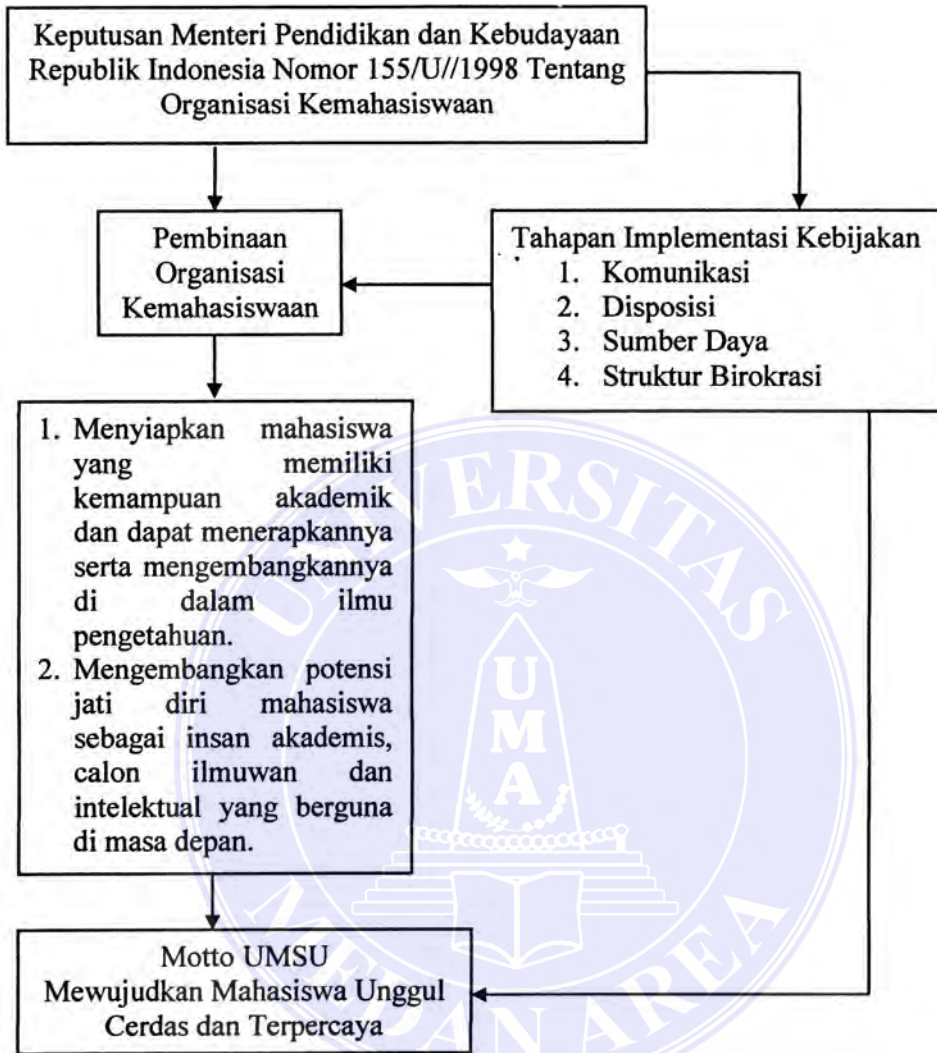 Keputusan Menteri Pendidikan dan Kebudayaan
Republik Indonesia Nomor 155/U//1998 Tentang
Organisasi Kemahasiswaan
Pembinaan
Organisasi
Kemahasiswaan
Tahapan Implementasi Kebijakan
1. Komunikasi
2. Disposisi
3. Sumber Daya
4. Struktur Birokrasi
1. Menyiapkan mahasiswa
yang memiliki
kemampuan akademik
dan dapat menerapkannya
serta mengembangkannya
di dalam ilmu
pengetahuan.
2. Mengembangkan potensi
jati diri mahasiswa
sebagai insan akademis,
calon ilmuwan dan
intelektual yang berguna
di masa depan.
Motto UMSU
Mewujudkan Mahasiswa Unggul
Cerdas dan Terpercaya
UNIVERSITAS
UMA
MEDAN AREA